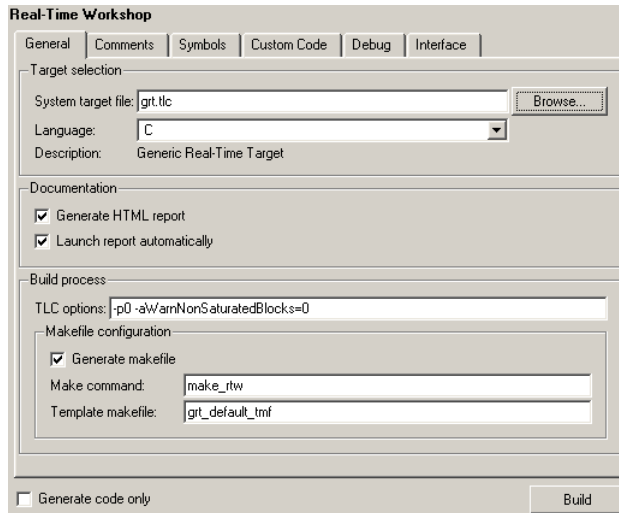 Real-Time Workshop
General Comments Symbols Custom Code Debug Interface
Target selection
System target file: grt.tlc Browse...
Language: C
Description: Generic Real-Time Target
Documentation
Generate HTML report
Launch report automatically
Build process
TLC options: -p0 -aWarnNonSaturatedBlocks=0
Makefile configuration
Generate makefile
Make command: make_rtw
Template makefile: grt_default_tmf
Generate code only Build